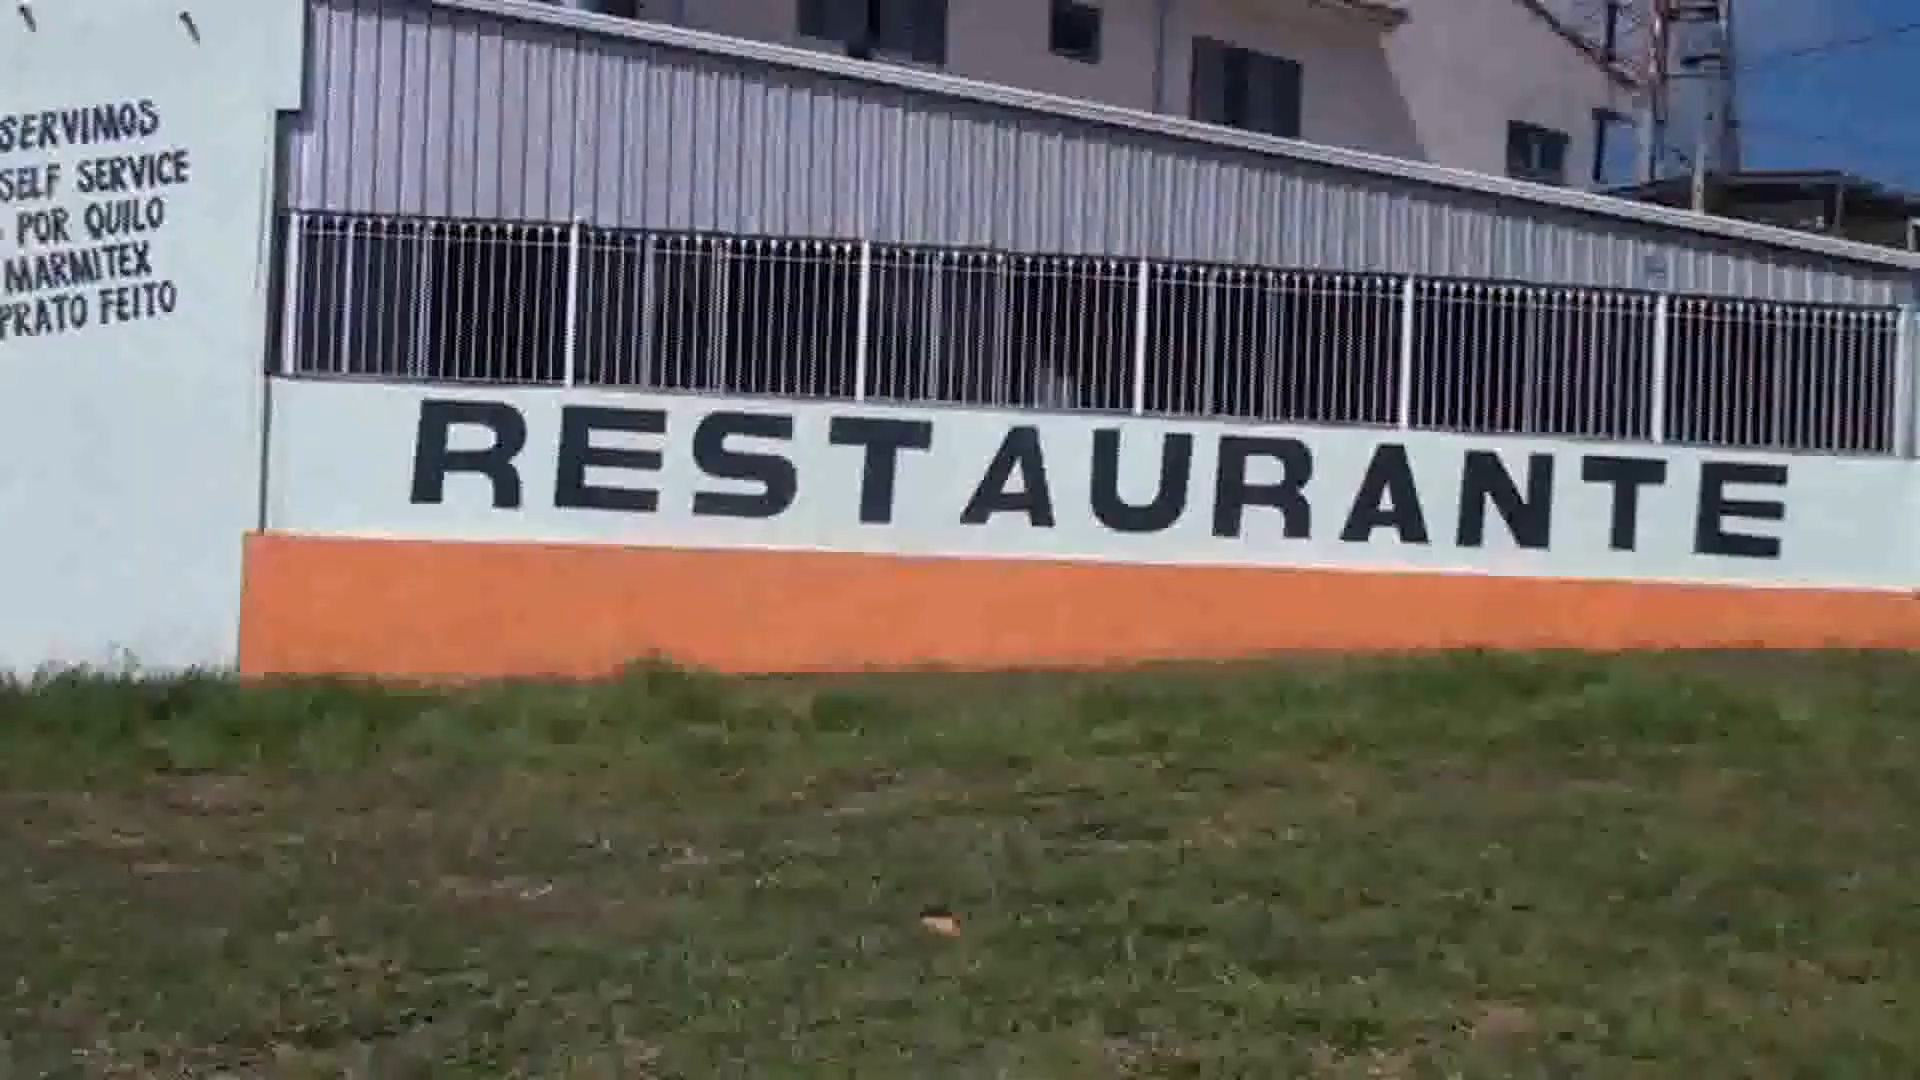 SERVIMOS
SELF SERVICE
POR QUILO
MARMITEX
PRATO FEITO
RESTAURANTE